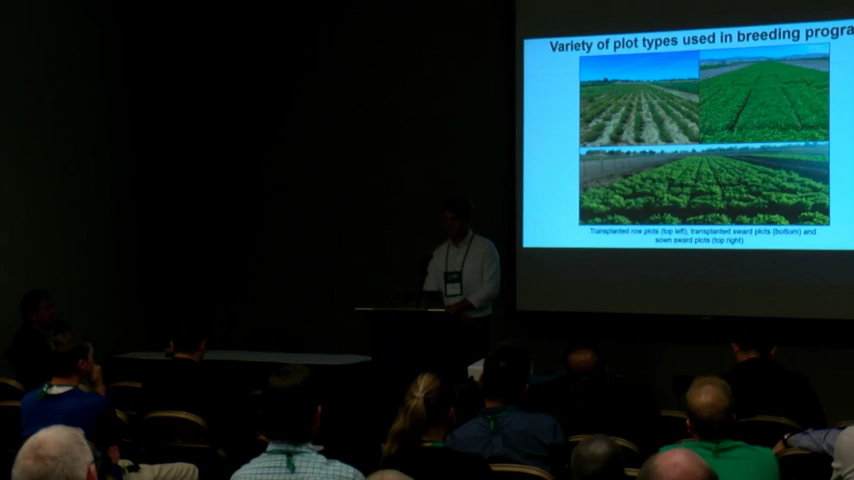 Variety of plot types used in breeding progra
Transplanted row plots (top left), transplanted sward plots (bottom) and
sown sward plots (top right)